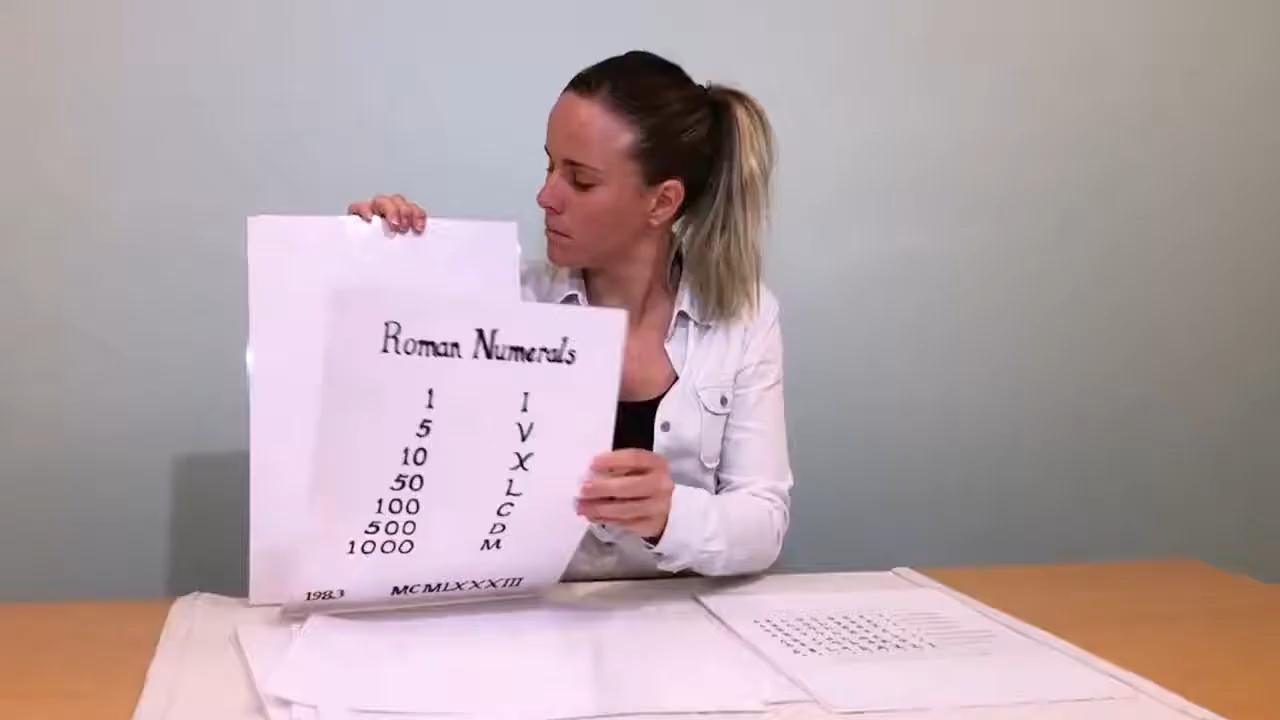 Roman Numerals
1 I
5 V
10 X
50 L
100 C
500 D
1000 M
1983 MCMLXXXIII